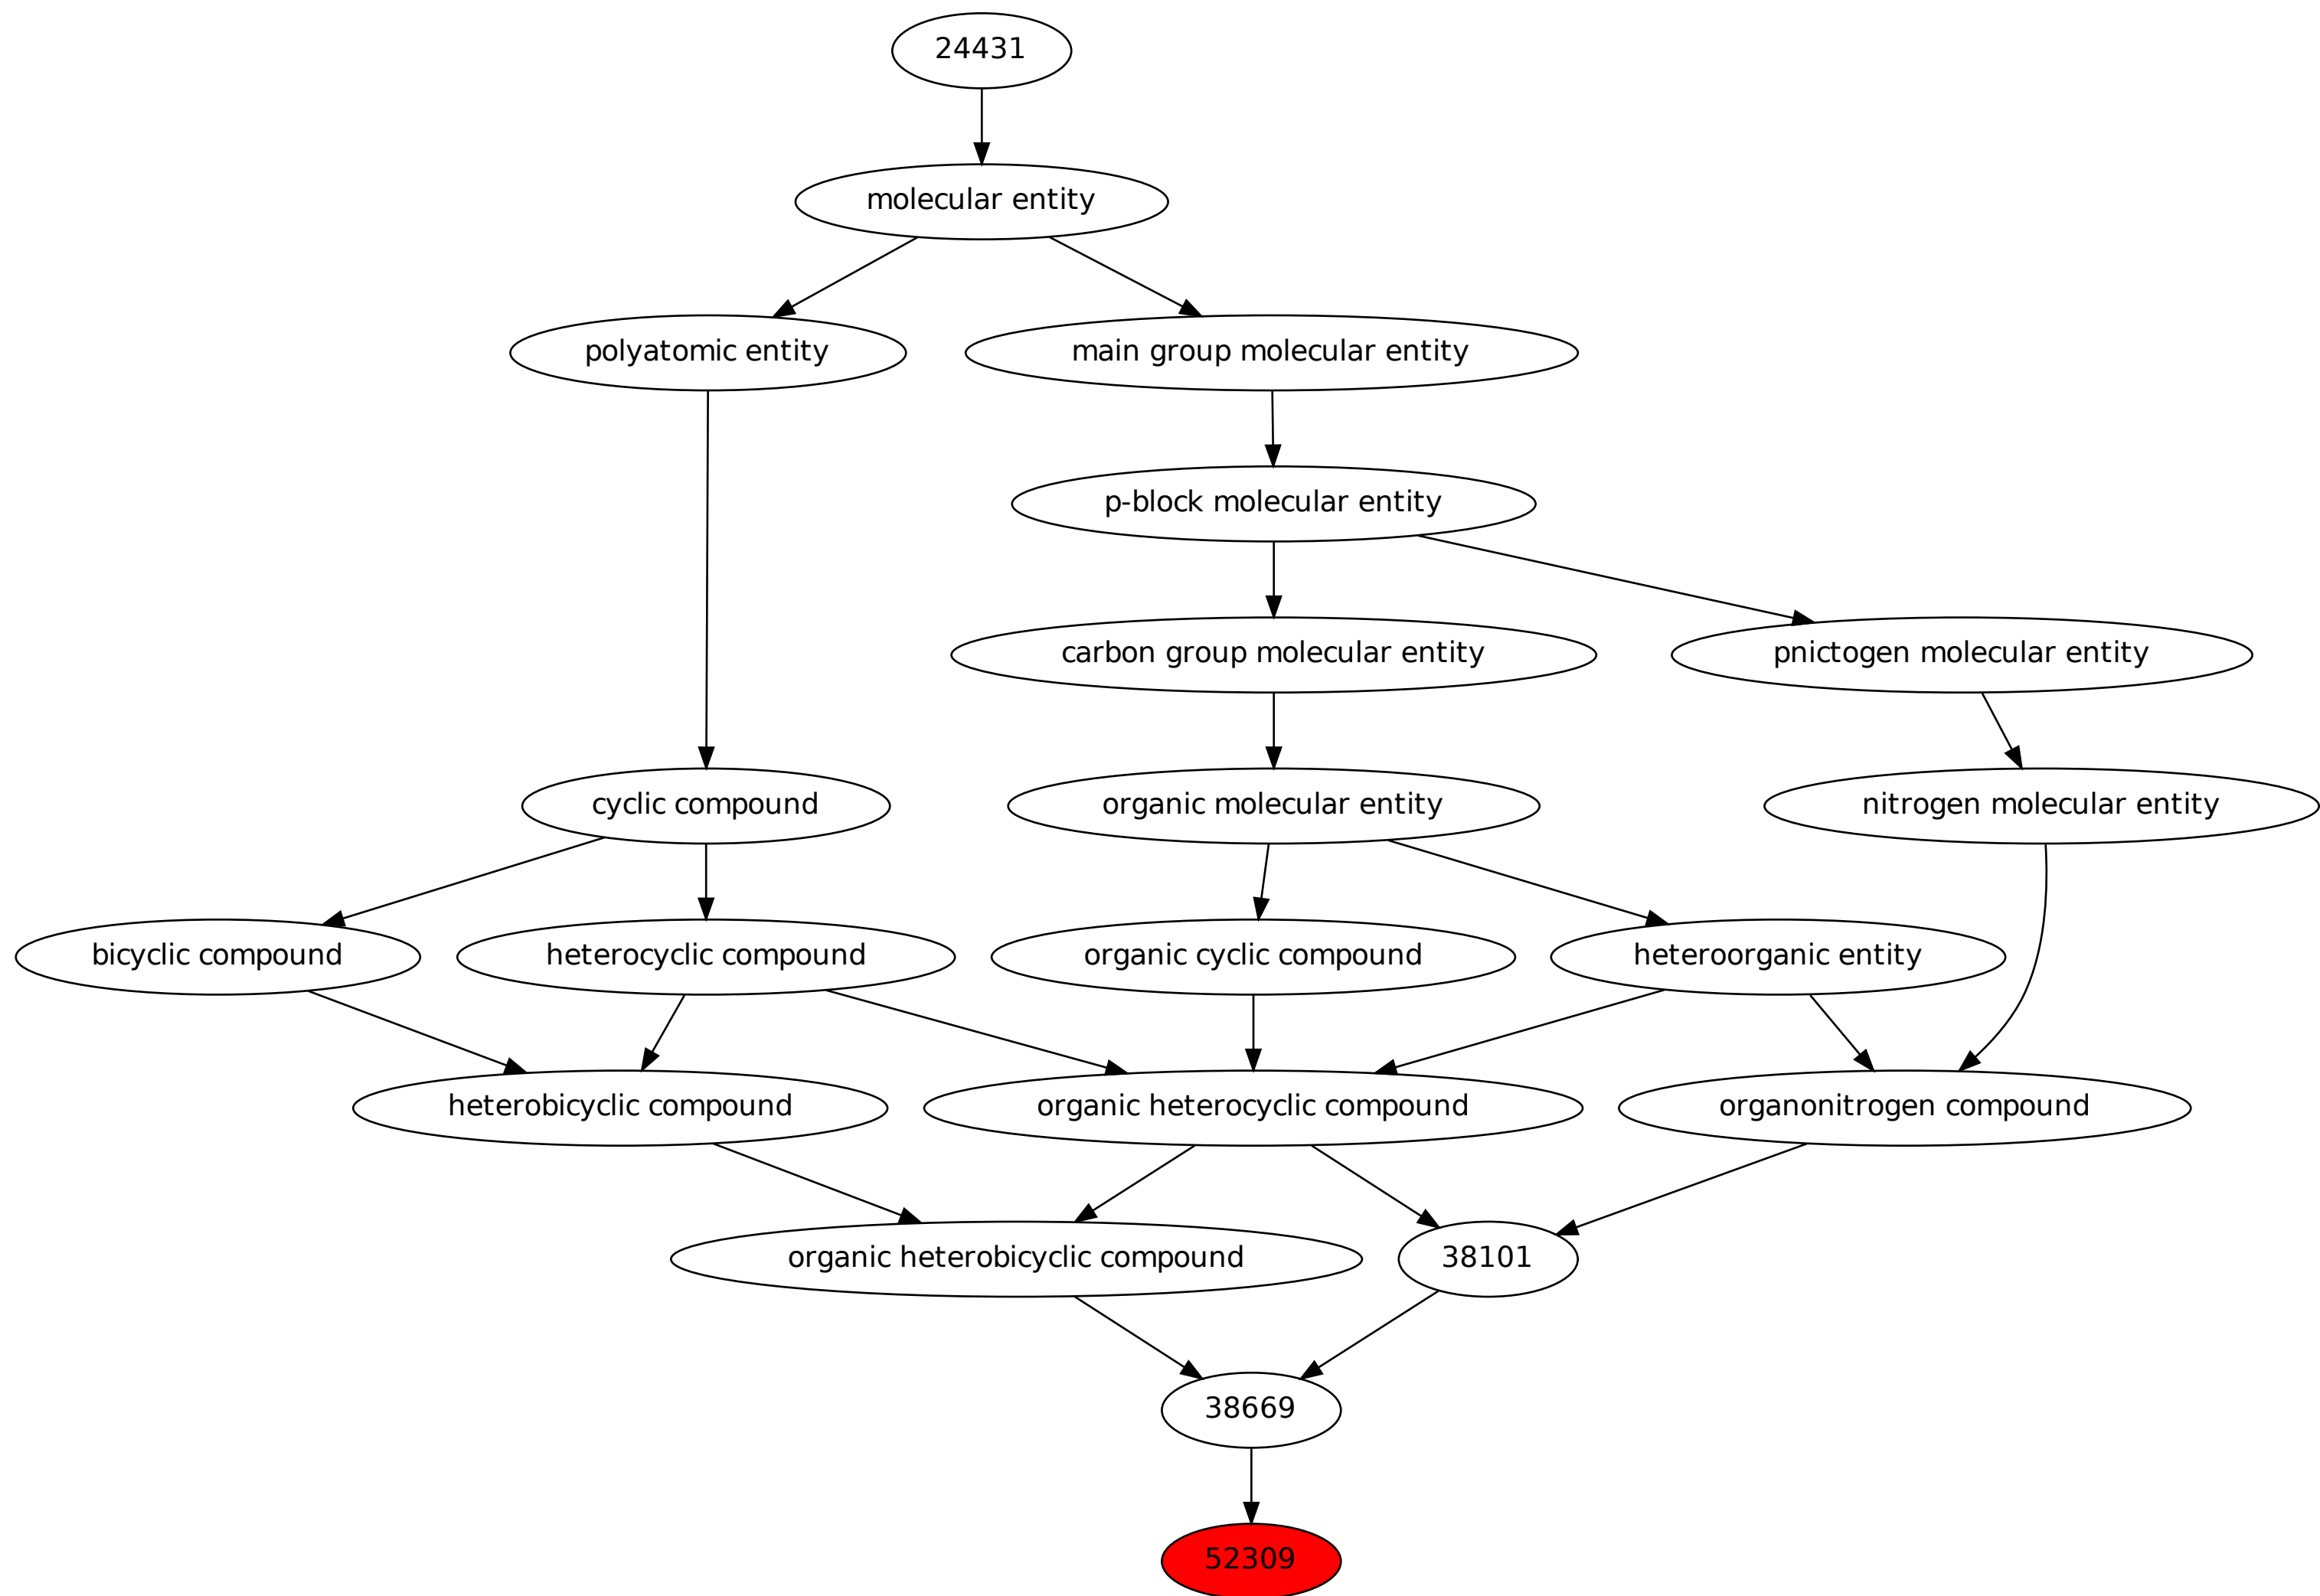 24431
molecular entity
polyatomic entity
main group molecular entity
p-block molecular entity
carbon group molecular entity
pnictogen molecular entity
cyclic compound
organic molecular entity
nitrogen molecular entity
bicyclic compound
heterocyclic compound
organic cyclic compound
heteroorganic entity
heterobicyclic compound
organic heterocyclic compound
organonitrogen compound
organic heterobicyclic compound
38101
38669
52309